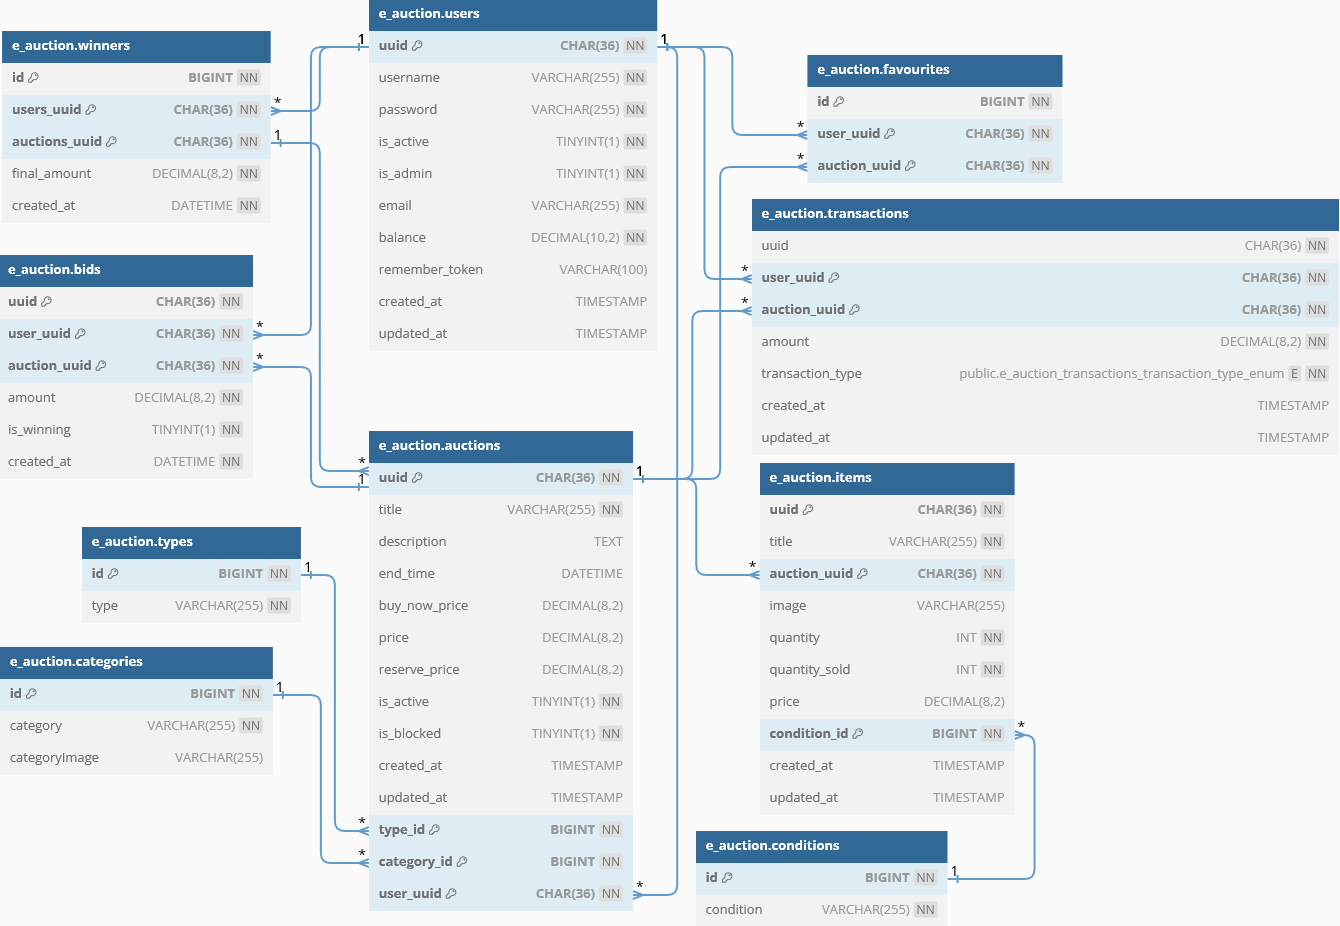 e_auction.winners
id BIGINT NN
users_uuid CHAR(36) NN
auctions_uuid CHAR(36) NN
final_amount DECIMAL(8,2) NN
created_at DATETIME NN
* 1
e_auction.bids
uuid CHAR(36) NN
user_uuid CHAR(36) NN
auction_uuid CHAR(36) NN
amount DECIMAL(8,2) NN
is_winning TINYINT(1) NN
created_at DATETIME NN
* *
e_auction.types
id BIGINT NN
type VARCHAR(255) NN
1
e_auction.categories
id BIGINT NN
category VARCHAR(255) NN
categoryImage VARCHAR(255)
1
e_auction.users
1 uuid CHAR(36) NN 1
username VARCHAR(255) NN
password VARCHAR(255) NN
is_active TINYINT(1) NN
is_admin TINYINT(1) NN
email VARCHAR(255) NN
balance DECIMAL(10,2) NN
remember_token VARCHAR(100)
created_at TIMESTAMP
updated_at TIMESTAMP
e_auction.auctions
* 1 uuid CHAR(36) NN 1
title VARCHAR(255) NN
description TEXT
end_time DATETIME
buy_now_price DECIMAL(8,2)
price DECIMAL(8,2)
reserve_price DECIMAL(8,2)
is_active TINYINT(1) NN
is_blocked TINYINT(1) NN
created_at TIMESTAMP
updated_at TIMESTAMP
* type_id BIGINT NN
* category_id BIGINT NN
user_uuid CHAR(36) NN *
e_auction.favourites
id BIGINT NN
* user_uuid CHAR(36) NN
* auction_uuid CHAR(36) NN
e_auction.transactions
uuid CHAR(36) NN
* user_uuid CHAR(36) NN
* auction_uuid CHAR(36) NN
amount DECIMAL(8,2) NN
transaction_type public.e_auction_transactions_transaction_type_enum E NN
created_at TIMESTAMP
updated_at TIMESTAMP
e_auction.items
uuid CHAR(36) NN
title VARCHAR(255) NN
* auction_uuid CHAR(36) NN
image VARCHAR(255)
quantity INT NN
quantity_sold INT NN
price DECIMAL(8,2)
condition_id BIGINT NN *
created_at TIMESTAMP
updated_at TIMESTAMP
e_auction.conditions
id BIGINT NN 1
condition VARCHAR(255) NN